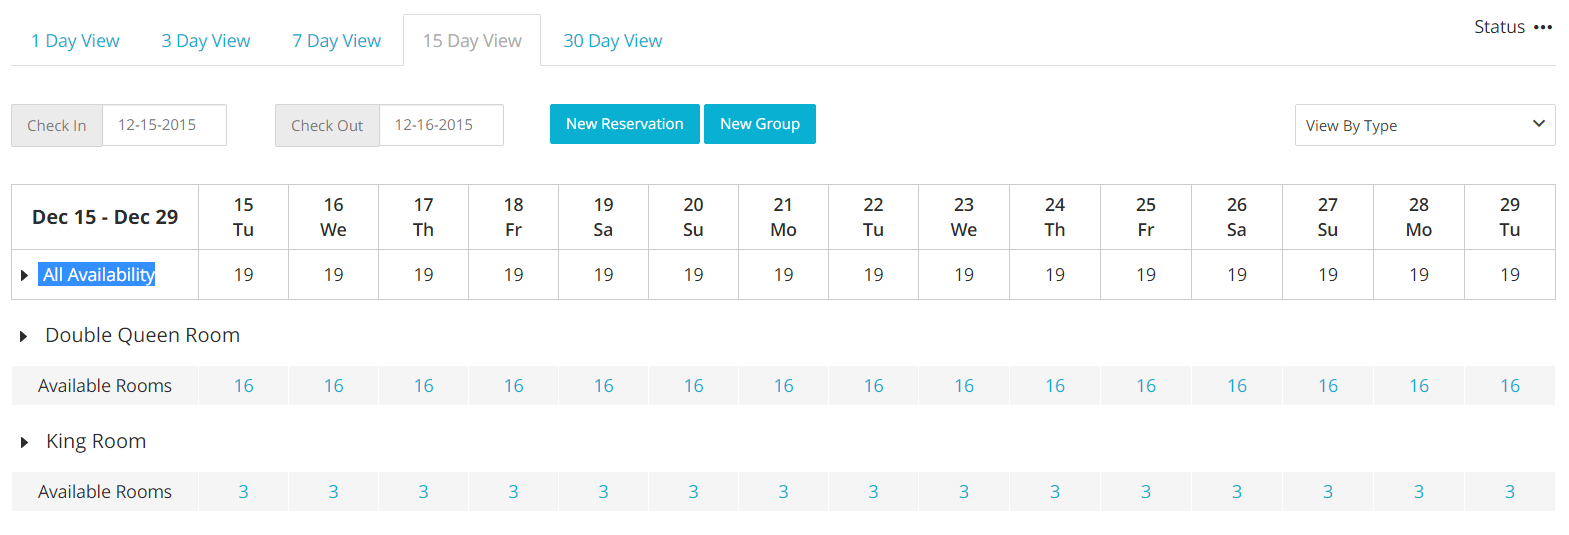 1 Day View 3 Day View 7 Day View 15 Day View 30 Day View Status •••
Check In 12-15-2015 Check Out 12-16-2015 New Reservation New Group View By Type
Dec 15 - Dec 29 15 16 17 18 19 20 21 22 23 24 25 26 27 28 29
Tu We Th Fr Sa Su Mo Tu We Th Fr Sa Su Mo Tu
All Availability 19 19 19 19 19 19 19 19 19 19 19 19 19 19 19
Double Queen Room
Available Rooms 16 16 16 16 16 16 16 16 16 16 16 16 16 16 16
King Room
Available Rooms 3 3 3 3 3 3 3 3 3 3 3 3 3 3 3